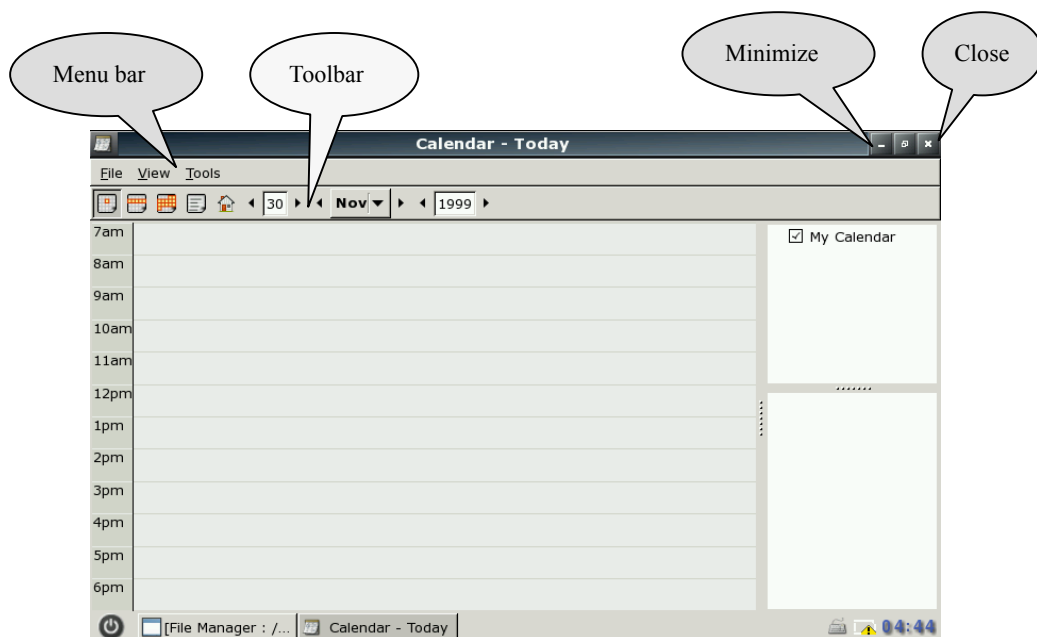 Menu bar Toolbar Minimize Close
Calendar - Today
File View Tools
30 Nov 1999
7am
My Calendar
8am
9am
10am
11am
12pm
1pm
2pm
3pm
4pm
5pm
6pm
[File Manager : /... Calendar - Today 04:44